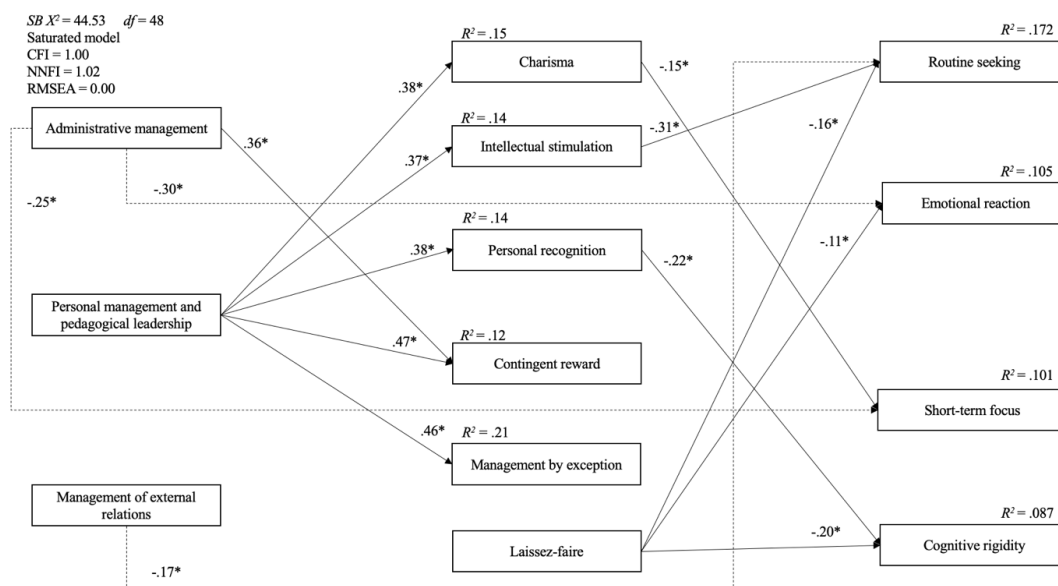 SB X² = 44.53 df = 48
Saturated model
CFI = 1.00
NNFI = 1.02
RMSEA = 0.00
R² = .15
Charisma
R² = .172
Routine seeking
-.15*
.38*
Administrative management
R² = .14
Intellectual stimulation
-.31*
-.16*
.36*
.37*
-.30*
-.25*
R² = .105
Emotional reaction
R² = .14
Personal recognition
.38*
-.22*
-.11*
Personal management and
pedagogical leadership
R² = .12
Contingent reward
.47*
R² = .101
Short-term focus
.46*
R² = .21
Management by exception
Management of external
relations
R² = .087
Cognitive rigidity
Laissez-faire
-.20*
-.17*